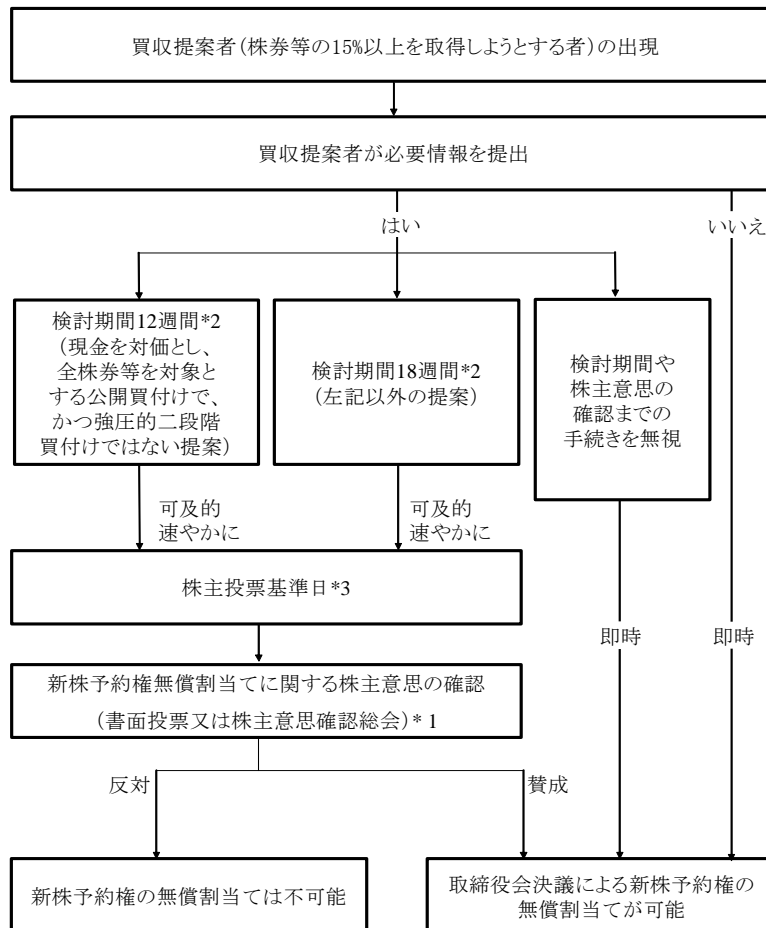 買収提案者（株券等の15%以上を取得しようとする者）の出現
買収提案者が必要情報を提出
はい
いいえ
検討期間12週間*2
（現金を対価とし、
全株券等を対象と
する公開買付けで、
かつ強圧的二段階
買付けではない提案）
検討期間18週間*2
（左記以外の提案）
検討期間や
株主意思の
確認までの
手続きを無視
可及的
速やかに
可及的
速やかに
株主投票基準日*3
即時
即時
新株予約権無償割当てに関する株主意思の確認
（書面投票又は株主意思確認総会）* 1
反対
賛成
新株予約権の無償割当ては不可能
取締役会決議による新株予約権の
無償割当てが可能